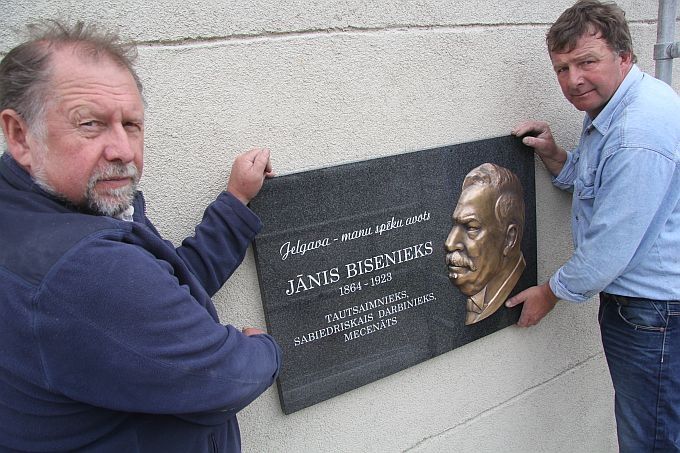 Jelgava - manu spēku avots
JĀNIS BISENIEKS
1864 - 1923
TAUTSAIMNIEKS,
SABIEDRISKAIS DARBINIEKS,
MECENĀTS